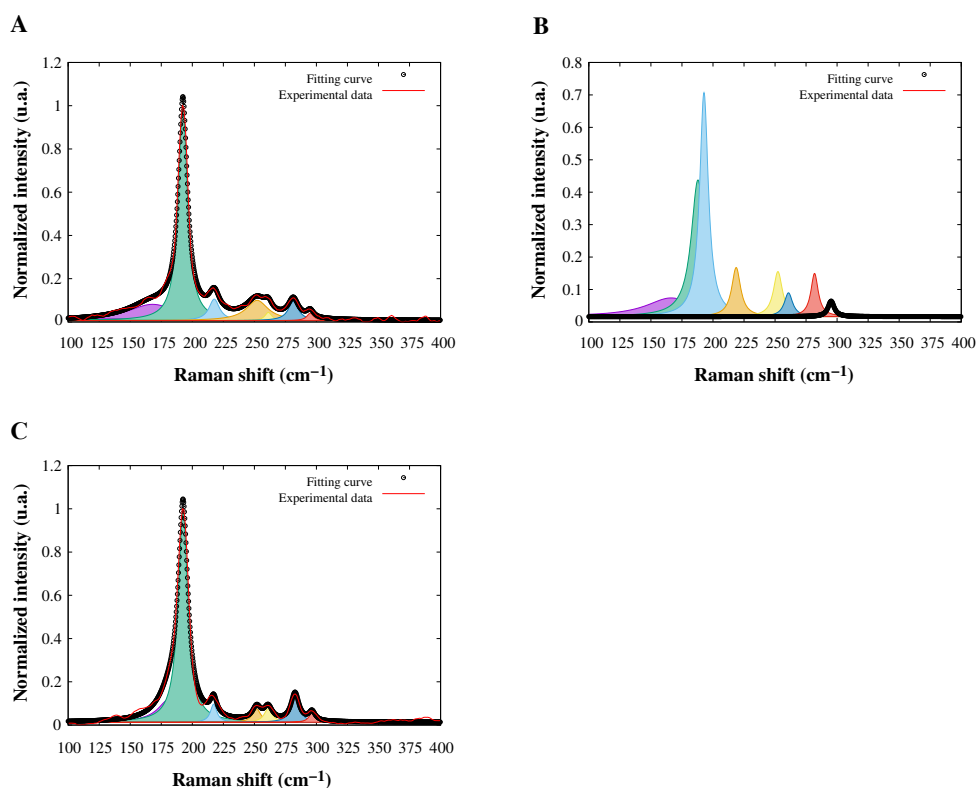 A
Normalized intensity (u.a.)
1.2
1
0.8
0.6
0.4
0.2
0
Fitting curve
Experimental data
100 125 150 175 200 225 250 275 300 325 350 375 400
Raman shift (cm⁻¹)
B
Normalized intensity (u.a.)
0.8
0.7
0.6
0.5
0.4
0.3
0.2
0.1
0
Fitting curve
Experimental data
100 125 150 175 200 225 250 275 300 325 350 375 400
Raman shift (cm⁻¹)
C
Normalized intensity (u.a.)
1.2
1
0.8
0.6
0.4
0.2
0
Fitting curve
Experimental data
100 125 150 175 200 225 250 275 300 325 350 375 400
Raman shift (cm⁻¹)